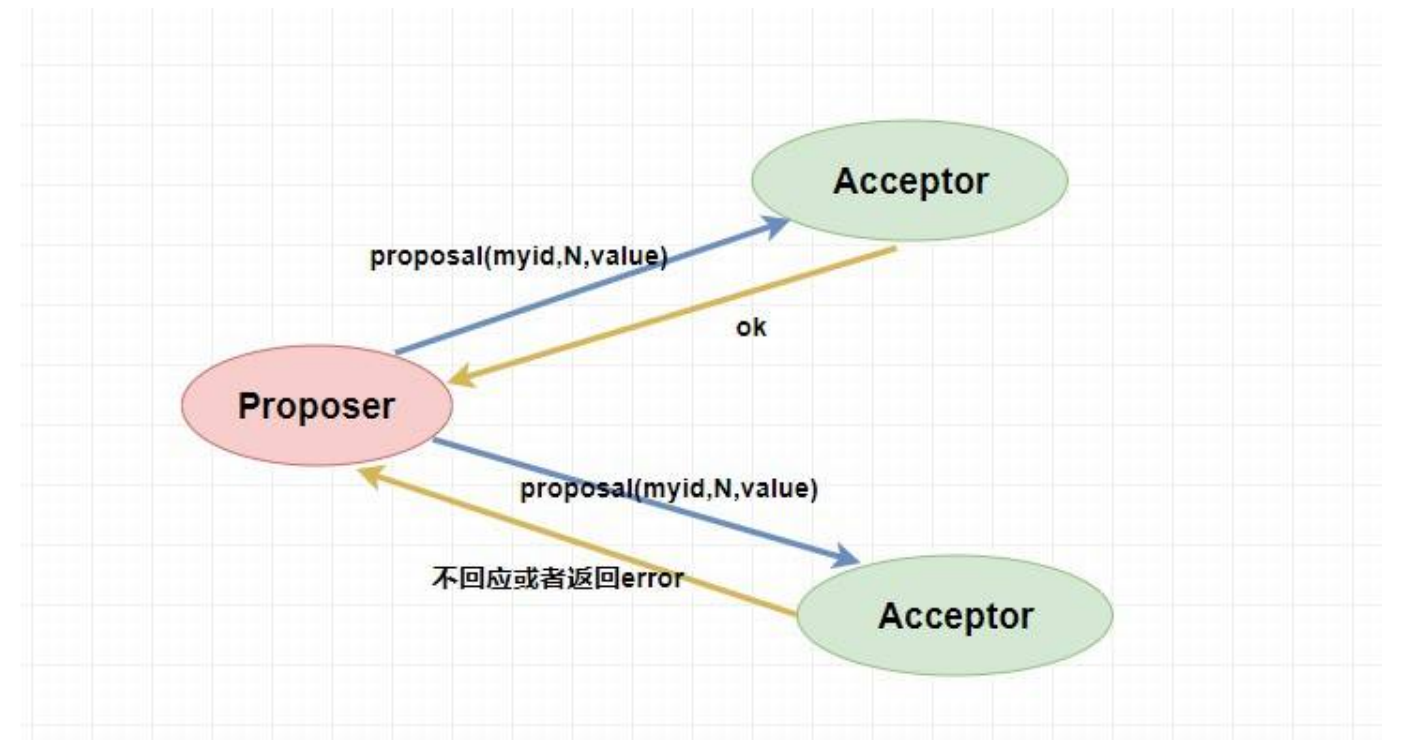 Acceptor
proposal(myid,N,value)
ok
Proposer
proposal(myid,N,value)
不回应或者返回error
Acceptor